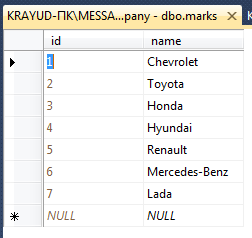 KRAYUD-ПК\MESSA...pany - dbo.marks
id name
1 Chevrolet
2 Toyota
3 Honda
4 Hyundai
5 Renault
6 Mercedes-Benz
7 Lada
NULL NULL